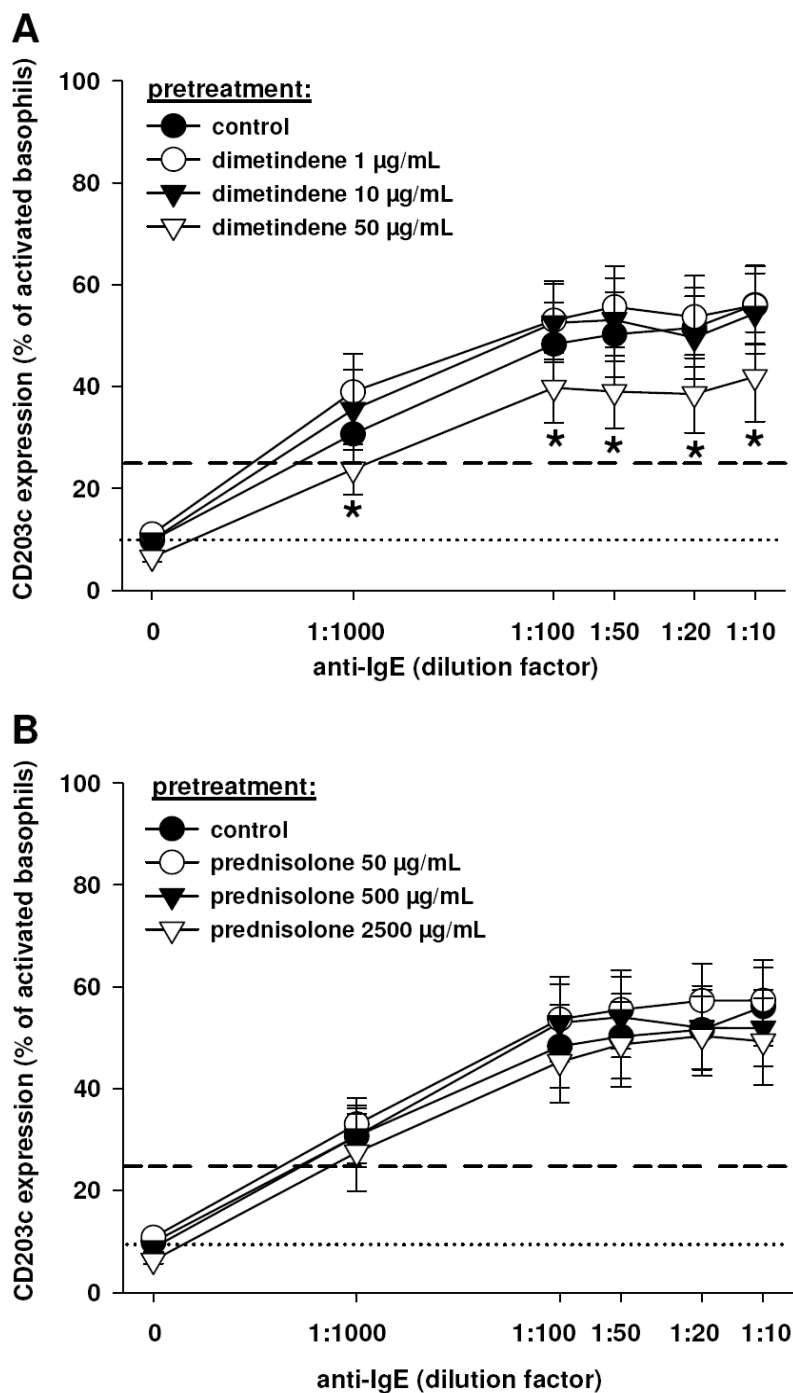 A
CD203c expression (% of activated basophils)
100
80
60
40
20
0
pretreatment:
control
dimetindene 1 µg/mL
dimetindene 10 µg/mL
dimetindene 50 µg/mL
* * * * *
0 1:1000 1:100 1:50 1:20 1:10
anti-IgE (dilution factor)
B
CD203c expression (% of activated basophils)
100
80
60
40
20
0
pretreatment:
control
prednisolone 50 µg/mL
prednisolone 500 µg/mL
prednisolone 2500 µg/mL
0 1:1000 1:100 1:50 1:20 1:10
anti-IgE (dilution factor)